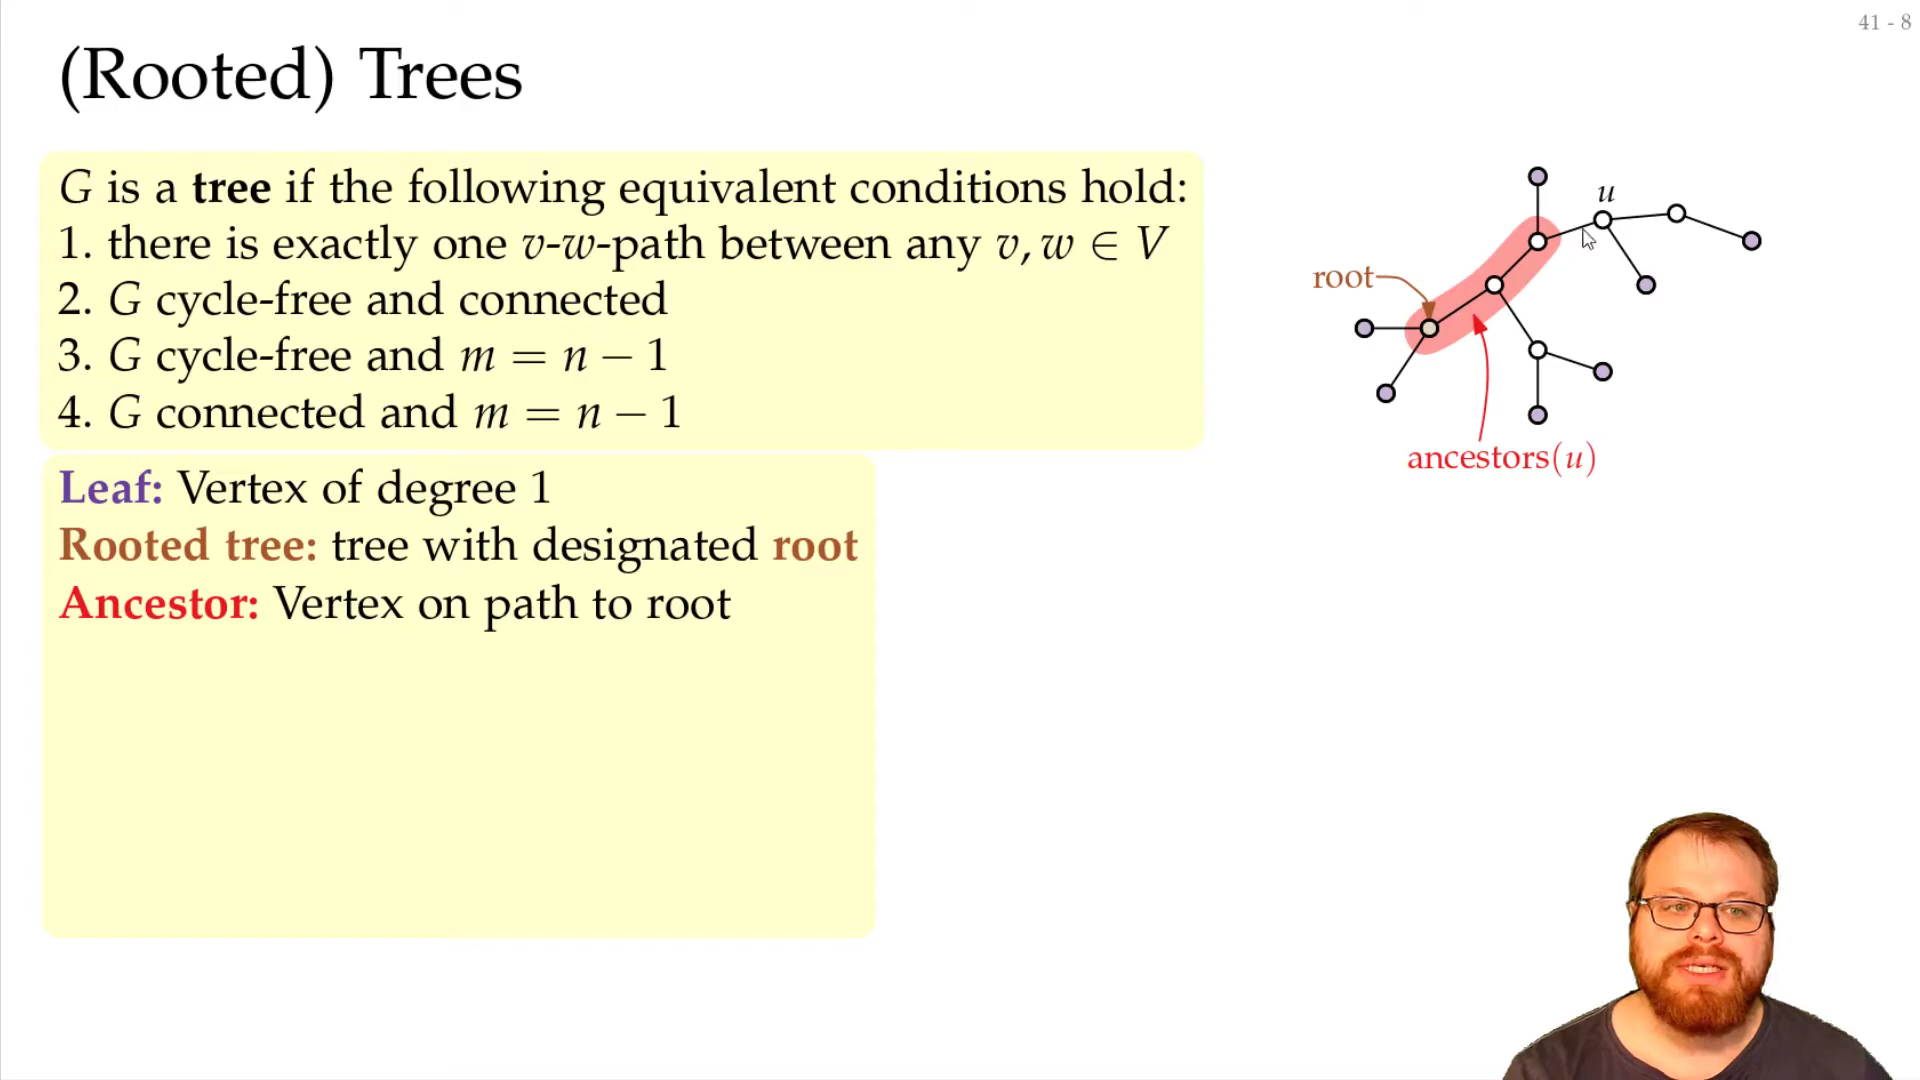 41 - 8
(Rooted) Trees
G is a tree if the following equivalent conditions hold:
1. there is exactly one v-w-path between any v, w ∈ V
2. G cycle-free and connected
3. G cycle-free and m = n − 1
4. G connected and m = n − 1
Leaf: Vertex of degree 1
Rooted tree: tree with designated root
Ancestor: Vertex on path to root
u
root
ancestors(u)